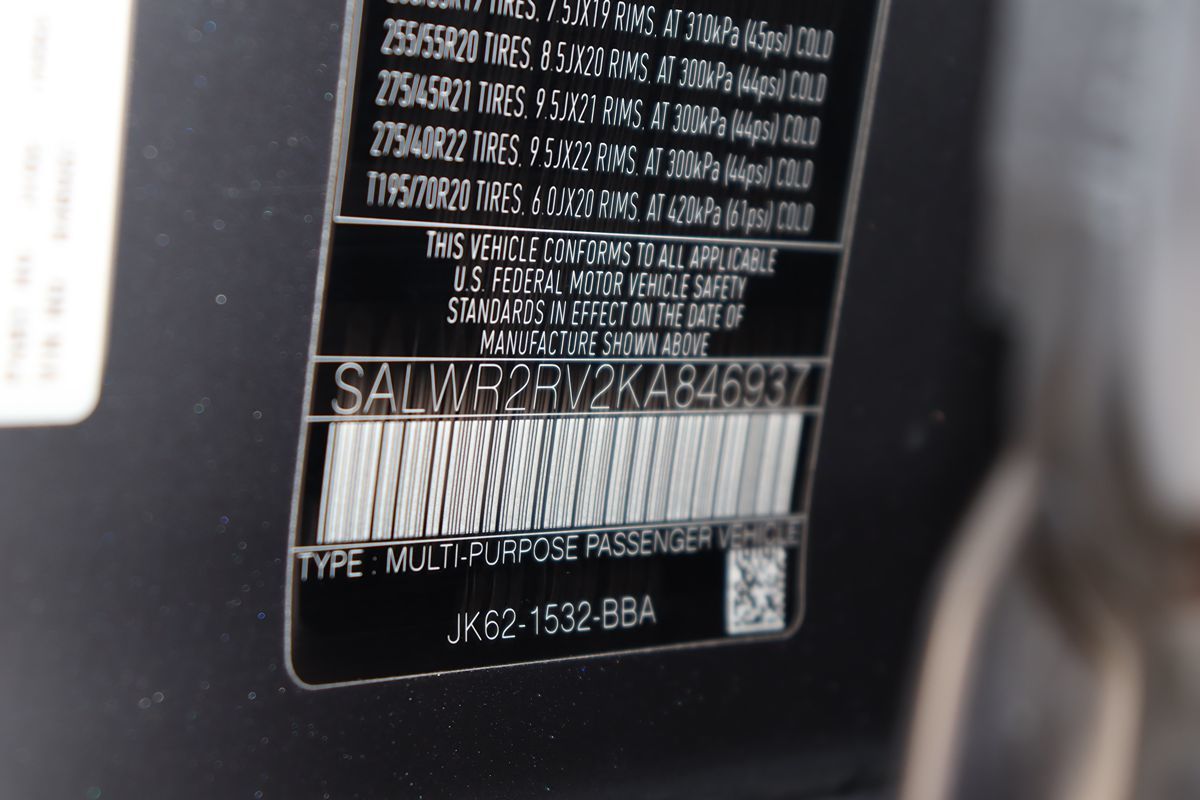 TIRES, 7.5JX19 RIMS, AT 310kPa (45psi) COLD
255/55R20 TIRES, 8.5JX20 RIMS, AT 300kPa (44psi) COLD
275/45R21 TIRES, 9.5JX21 RIMS, AT 300kPa (44psi) COLD
275/40R22 TIRES, 9.5JX22 RIMS, AT 300kPa (44psi) COLD
T195/70R20 TIRES, 6.0JX20 RIMS, AT 420kPa (61psi) COLD
THIS VEHICLE CONFORMS TO ALL APPLICABLE
U.S. FEDERAL MOTOR VEHICLE SAFETY
STANDARDS IN EFFECT ON THE DATE OF
MANUFACTURE SHOWN ABOVE
SALWR2RV2KA846937
TYPE : MULTI-PURPOSE PASSENGER VEHICLE
JK62-1532-BBA